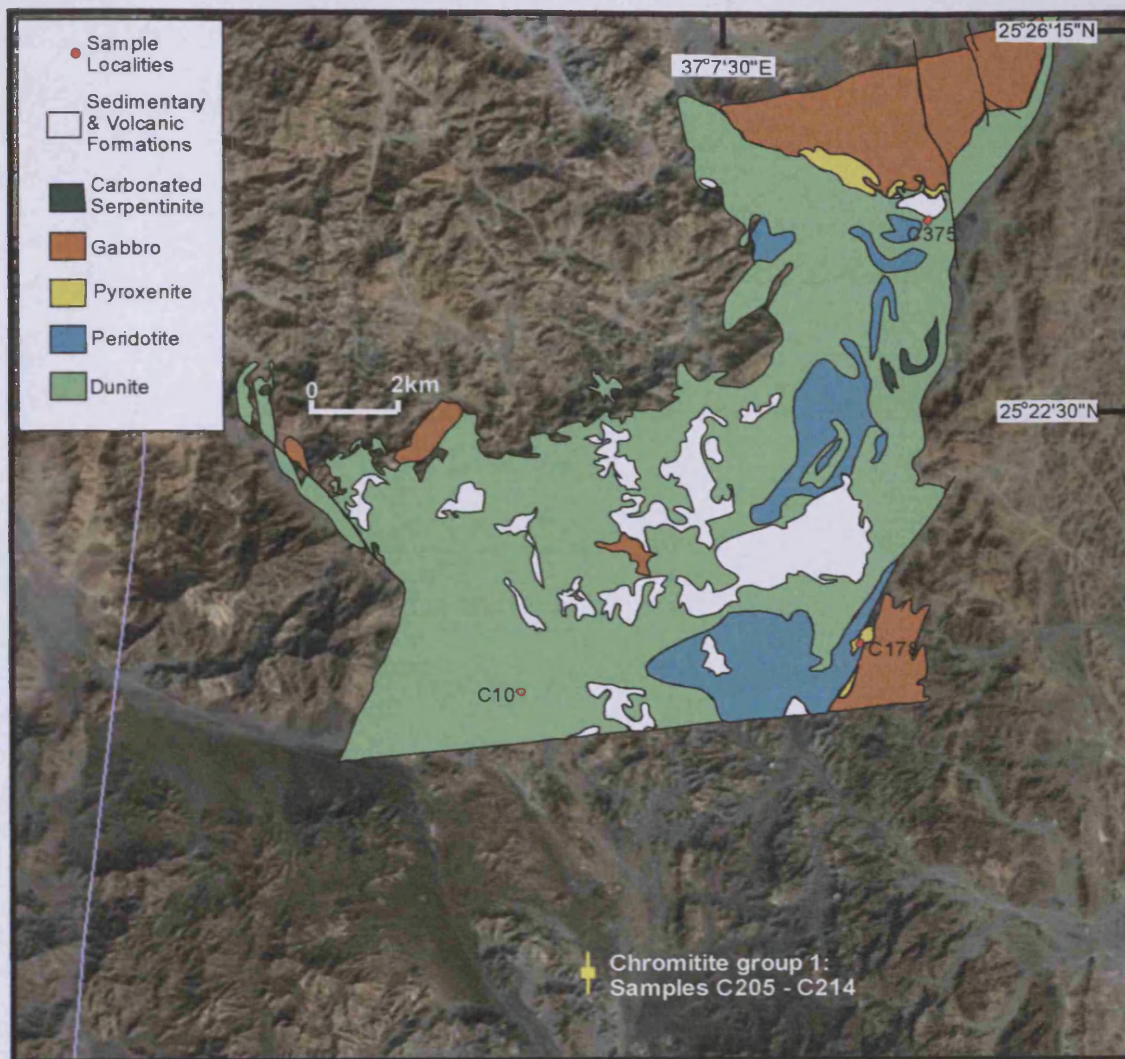 Sample
Localities
Sedimentary
& Volcanic
Formations
Carbonated
Serpentinite
Gabbro
Pyroxenite
Peridotite
Dunite
25°26'15"N
37°7'30"E
C375
0 2km
25°22'30"N
C178
C10
Chromitite group 1:
Samples C205 - C214